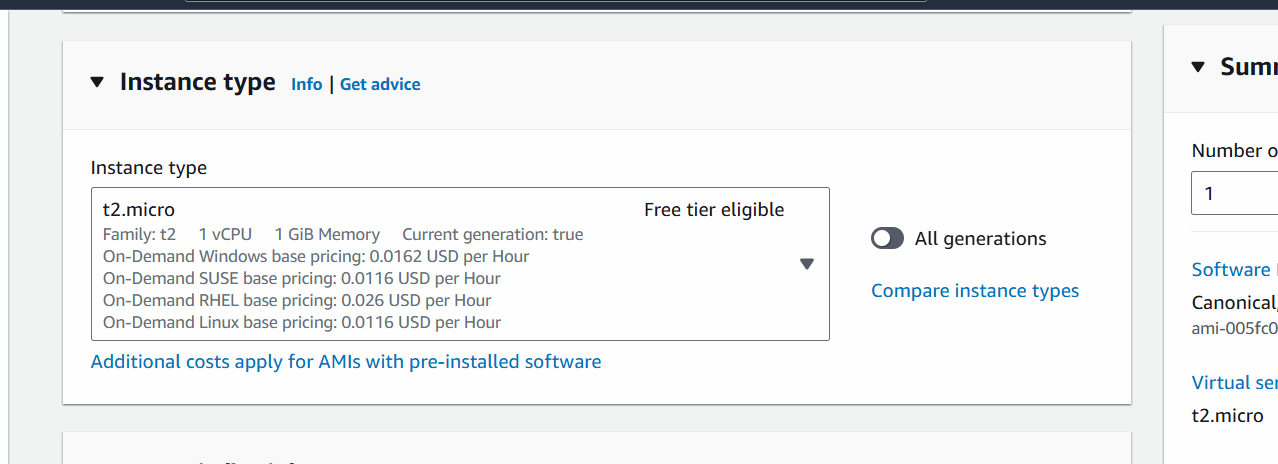 Instance type Info | Get advice
Instance type
t2.micro Free tier eligible
Family: t2 1 vCPU 1 GiB Memory Current generation: true
On-Demand Windows base pricing: 0.0162 USD per Hour
On-Demand SUSE base pricing: 0.0116 USD per Hour
On-Demand RHEL base pricing: 0.026 USD per Hour
On-Demand Linux base pricing: 0.0116 USD per Hour
Additional costs apply for AMIs with pre-installed software
All generations
Compare instance types
Summ
Number o
1
Software
Canonical,
ami-005fc0
Virtual ser
t2.micro